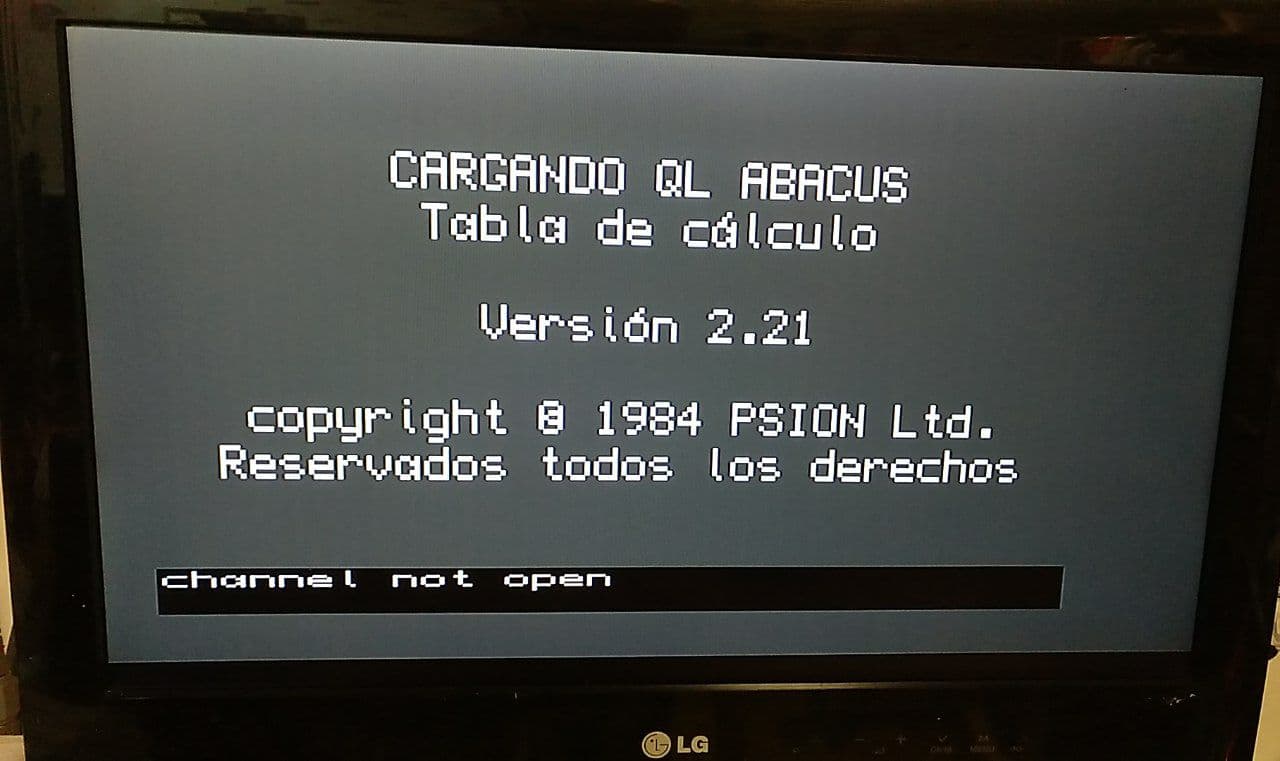 CARGANDO QL ABACUS
Tabla de cálculo
Versión 2.21
copyright © 1984 PSION Ltd.
Reservados todos los derechos
channel not open
LG